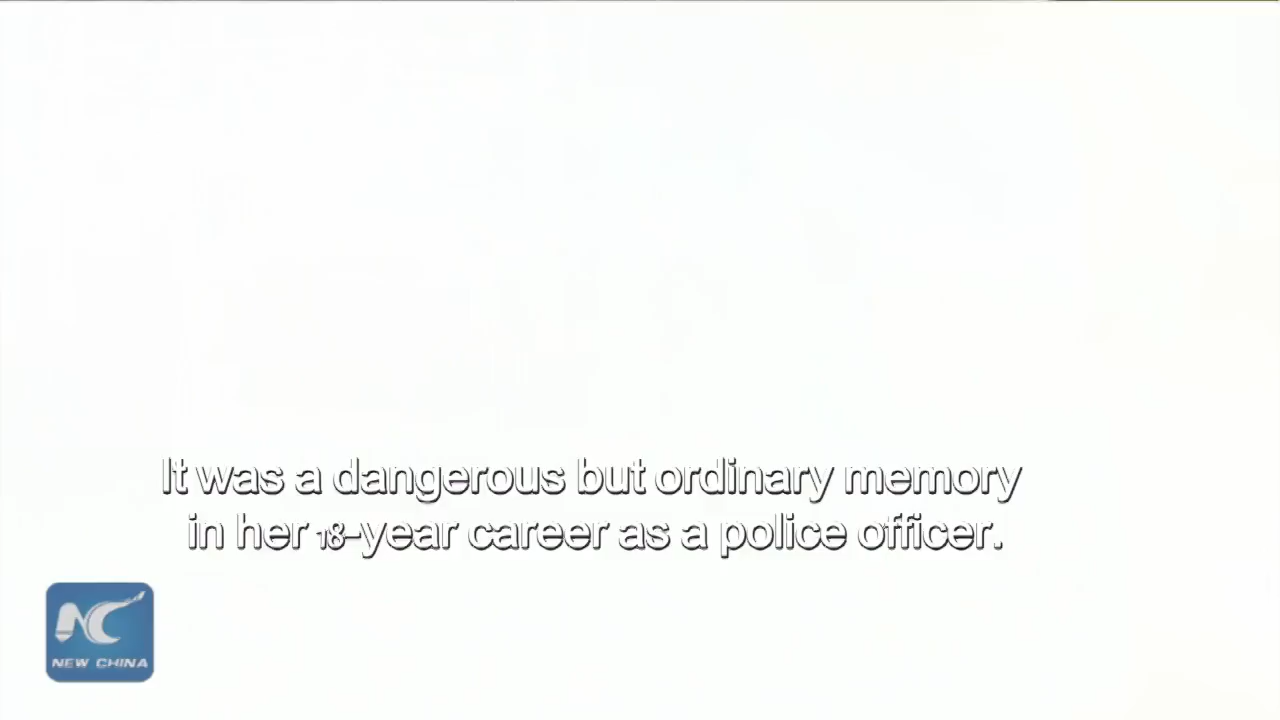 It was a dangerous but ordinary memory
in her 18-year career as a police officer.
NEW CHINA